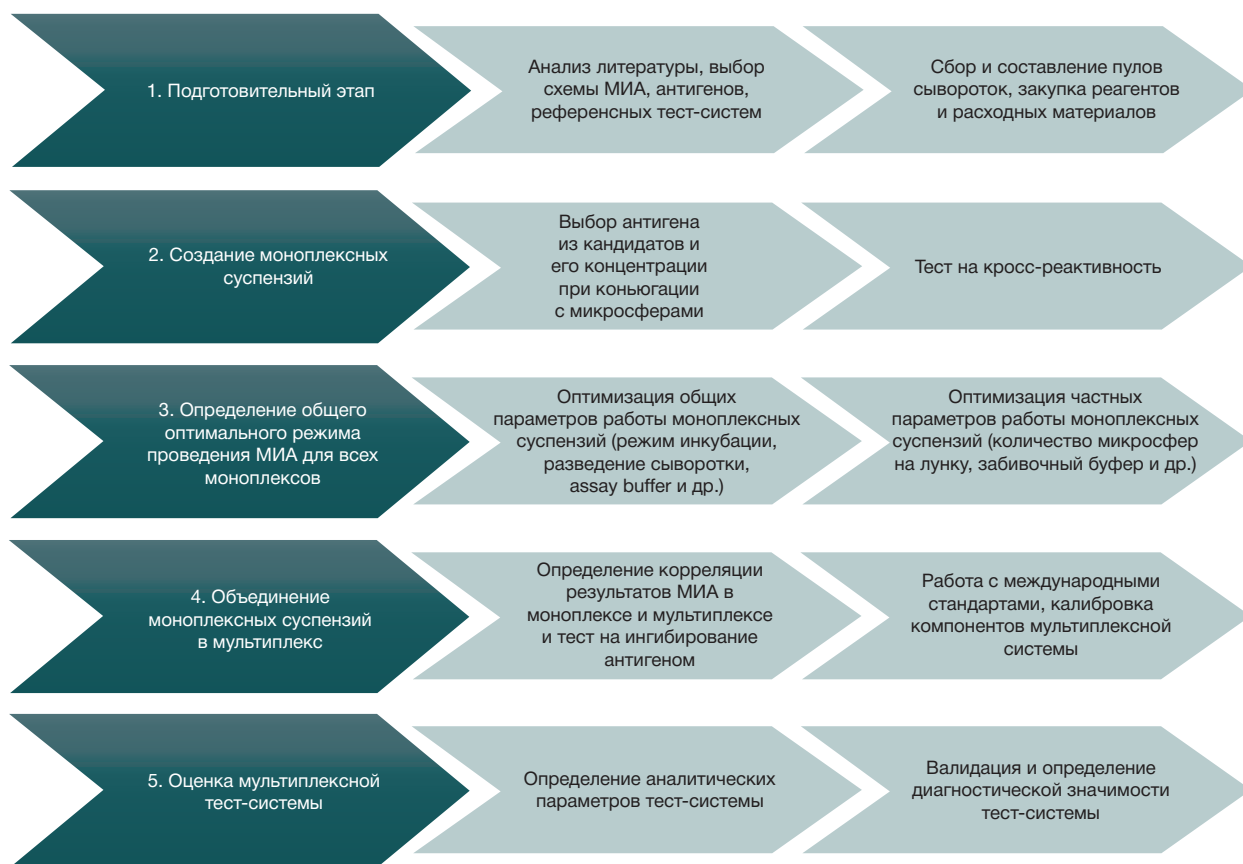 1. Подготовительный этап
Анализ литературы, выбор
схемы МИА, антигенов,
референсных тест-систем
Сбор и составление пулов
сывороток, закупка реагентов
и расходных материалов
2. Создание моноплексных
суспензий
Выбор антигена
из кандидатов и
его концентрации
при коньюгации
с микросферами
Тест на кросс-реактивность
3. Определение общего
оптимального режима
проведения МИА для всех
моноплексов
Оптимизация общих
параметров работы моноплексных
суспензий (режим инкубации,
разведение сыворотки,
assay buffer и др.)
Оптимизация частных
параметров работы моноплексных
суспензий (количество микросфер
на лунку, забивочный буфер и др.)
4. Объединение
моноплексных суспензий
в мультиплекс
Определение корреляции
результатов МИА в
моноплексе и мультиплексе
и тест на ингибирование
антигеном
Работа с международными
стандартами, калибровка
компонентов мультиплексной
системы
5. Оценка мультиплексной
тест-системы
Определение аналитических
параметров тест-системы
Валидация и определение
диагностической значимости
тест-системы